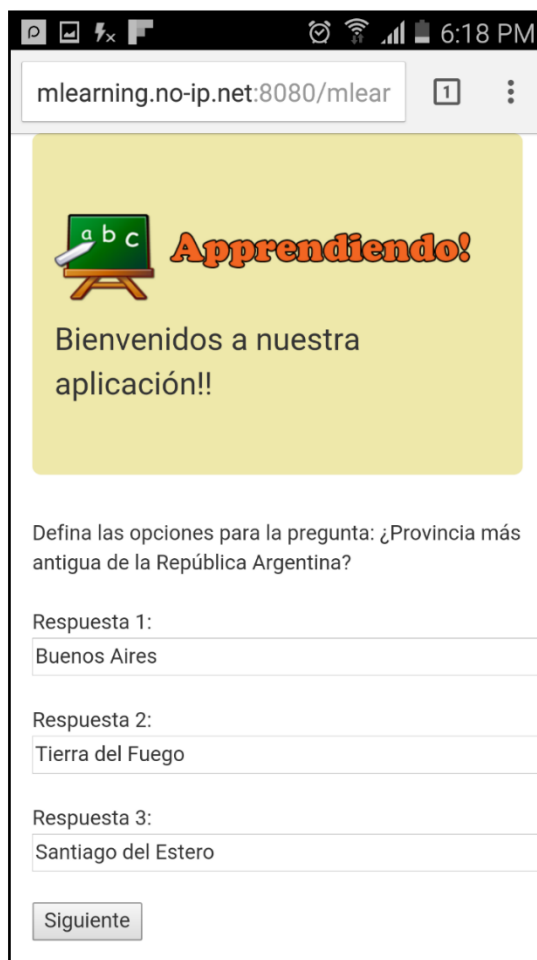 6:18 PM
mlearning.no-ip.net:8080/mlear
1
a b c
Apprendiendo!
Bienvenidos a nuestra
aplicación!!
Defina las opciones para la pregunta: ¿Provincia más
antigua de la República Argentina?
Respuesta 1:
Buenos Aires
Respuesta 2:
Tierra del Fuego
Respuesta 3:
Santiago del Estero
Siguiente